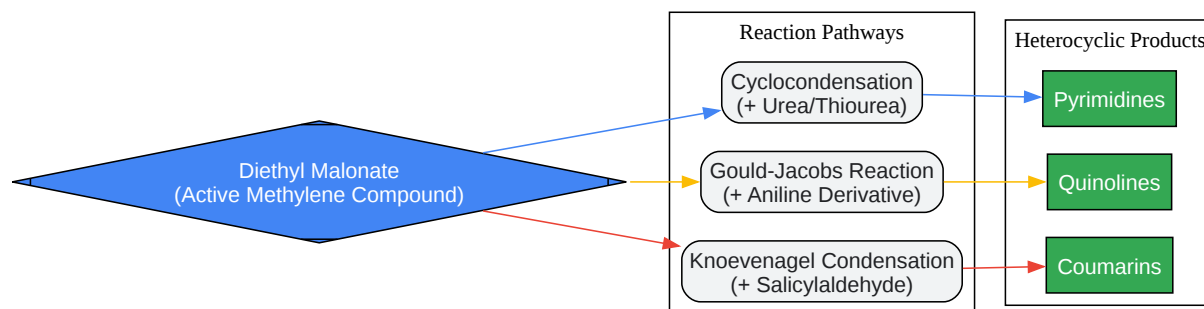 Reaction Pathways
Heterocyclic Products
Diethyl Malonate
(Active Methylene Compound)
Cyclocondensation
(+ Urea/Thiourea)
Pyrimidines
Gould-Jacobs Reaction
(+ Aniline Derivative)
Quinolines
Knoevenagel Condensation
(+ Salicylaldehyde)
Coumarins